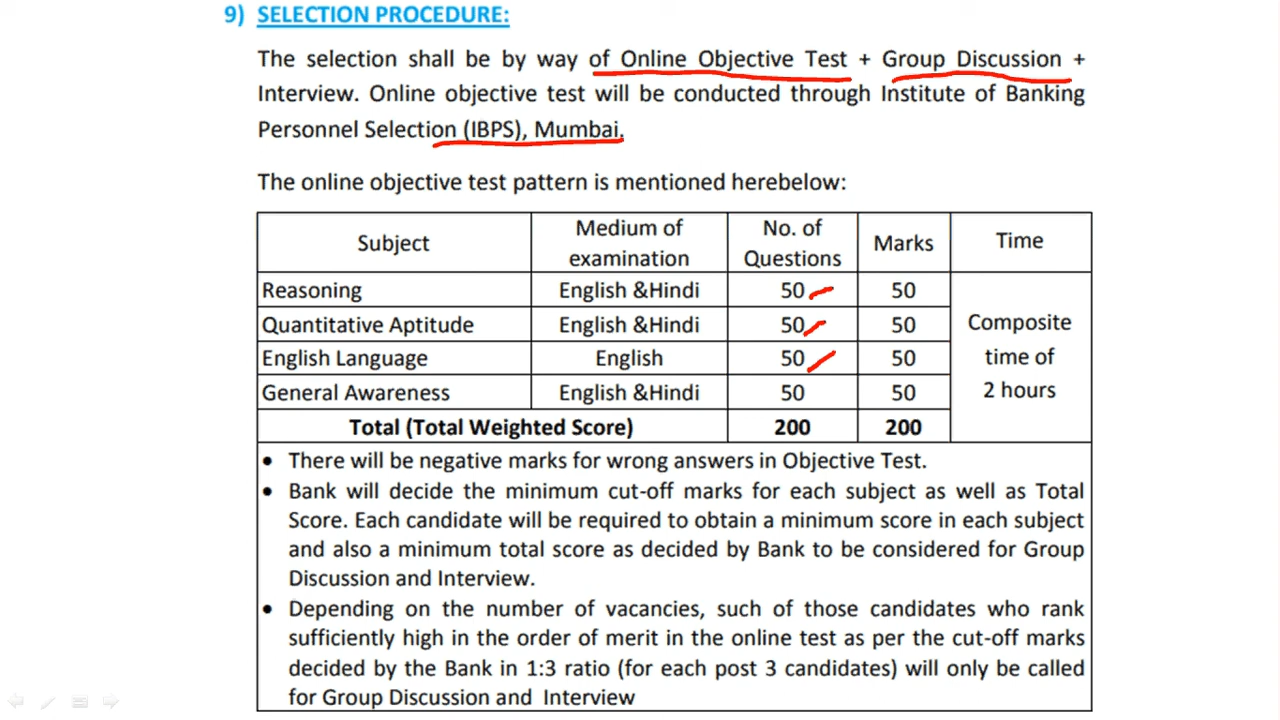 9) SELECTION PROCEDURE:
The selection shall be by way of Online Objective Test + Group Discussion +
Interview. Online objective test will be conducted through Institute of Banking
Personnel Selection (IBPS), Mumbai.
The online objective test pattern is mentioned herebelow:
Subject Medium of examination No. of Questions Marks Time
Reasoning English &Hindi 50 50 Composite time of 2 hours
Quantitative Aptitude English &Hindi 50 50
English Language English 50 50
General Awareness English &Hindi 50 50
Total (Total Weighted Score) 200 200
• There will be negative marks for wrong answers in Objective Test.
• Bank will decide the minimum cut-off marks for each subject as well as Total
Score. Each candidate will be required to obtain a minimum score in each subject
and also a minimum total score as decided by Bank to be considered for Group
Discussion and Interview.
• Depending on the number of vacancies, such of those candidates who rank
sufficiently high in the order of merit in the online test as per the cut-off marks
decided by the Bank in 1:3 ratio (for each post 3 candidates) will only be called
for Group Discussion and Interview